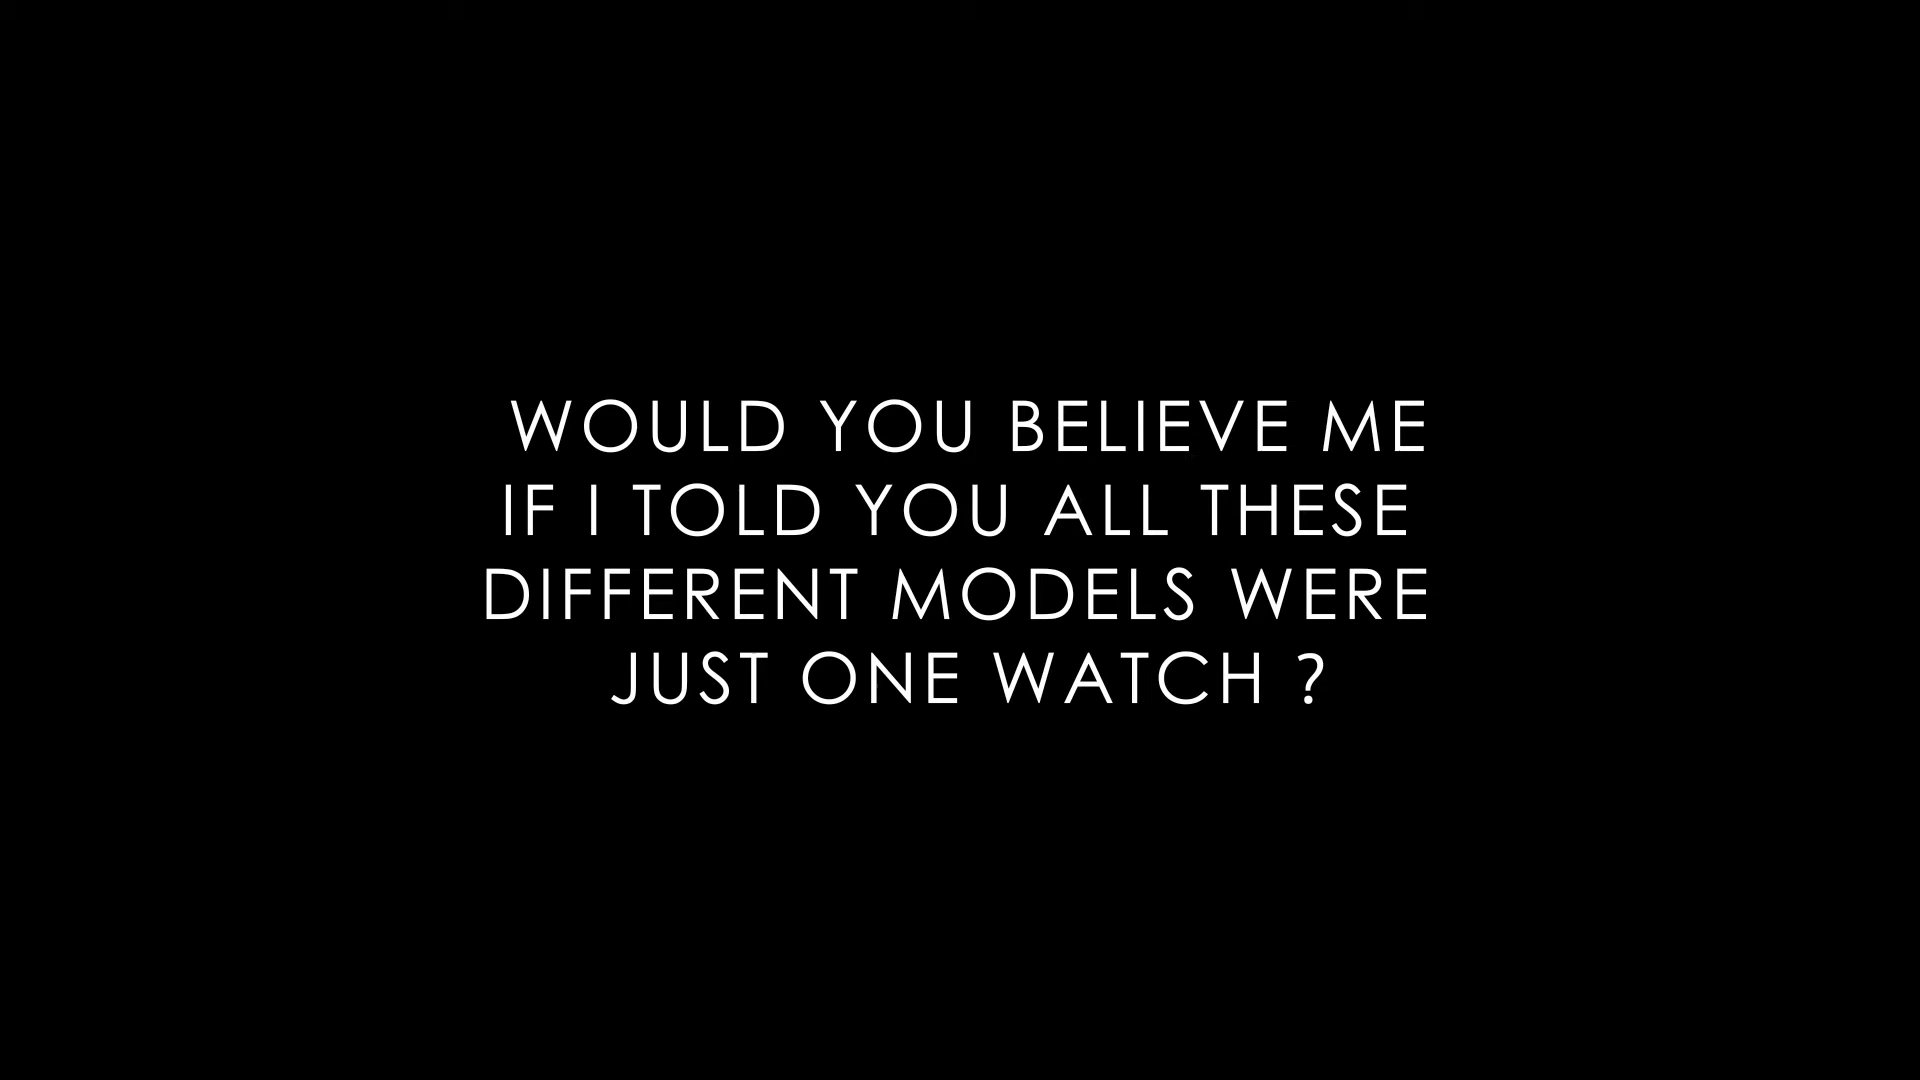 WOULD YOU BELIEVE ME
IF I TOLD YOU ALL THESE
DIFFERENT MODELS WERE
JUST ONE WATCH ?